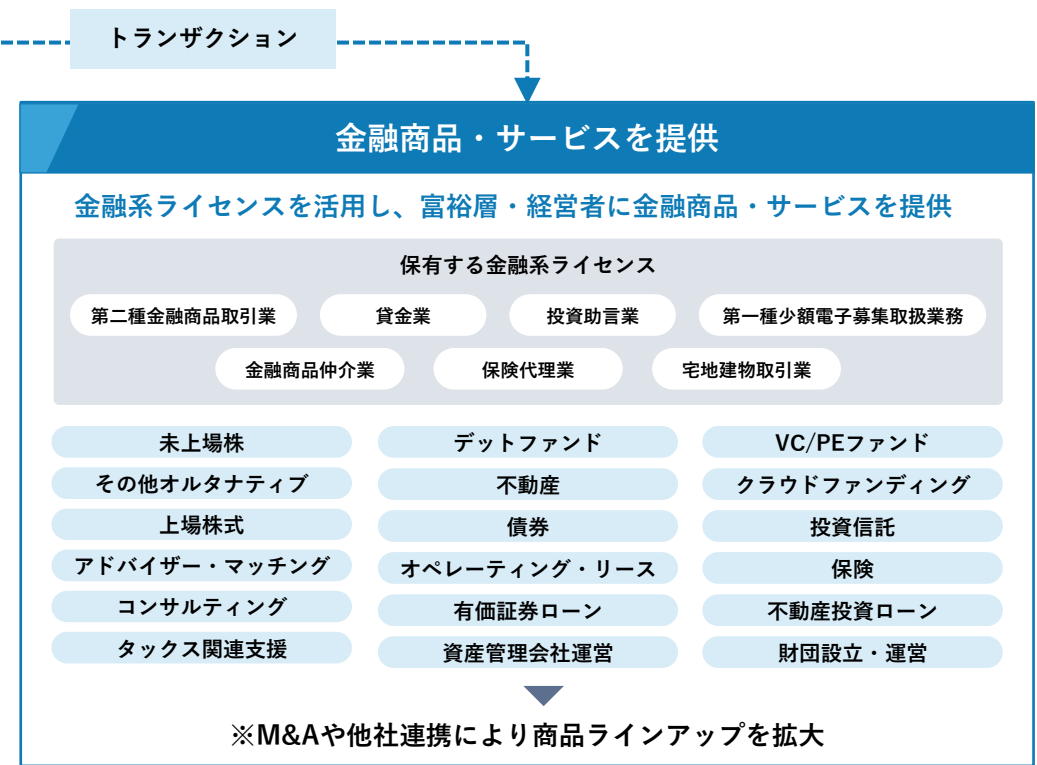 トランザクション
金融商品・サービスを提供
金融系ライセンスを活用し、富裕層・経営者に金融商品・サービスを提供
保有する金融系ライセンス
第二種金融商品取引業 貸金業 投資助言業 第一種少額電子募集取扱業務
金融商品仲介業 保険代理業 宅地建物取引業
未上場株 デットファンド VC/PEファンド
その他オルタナティブ 不動産 クラウドファンディング
上場株式 債券 投資信託
アドバイザー・マッチング オペレーティング・リース 保険
コンサルティング 有価証券ローン 不動産投資ローン
タックス関連支援 資産管理会社運営 財団設立・運営
※M&Aや他社連携により商品ラインアップを拡大